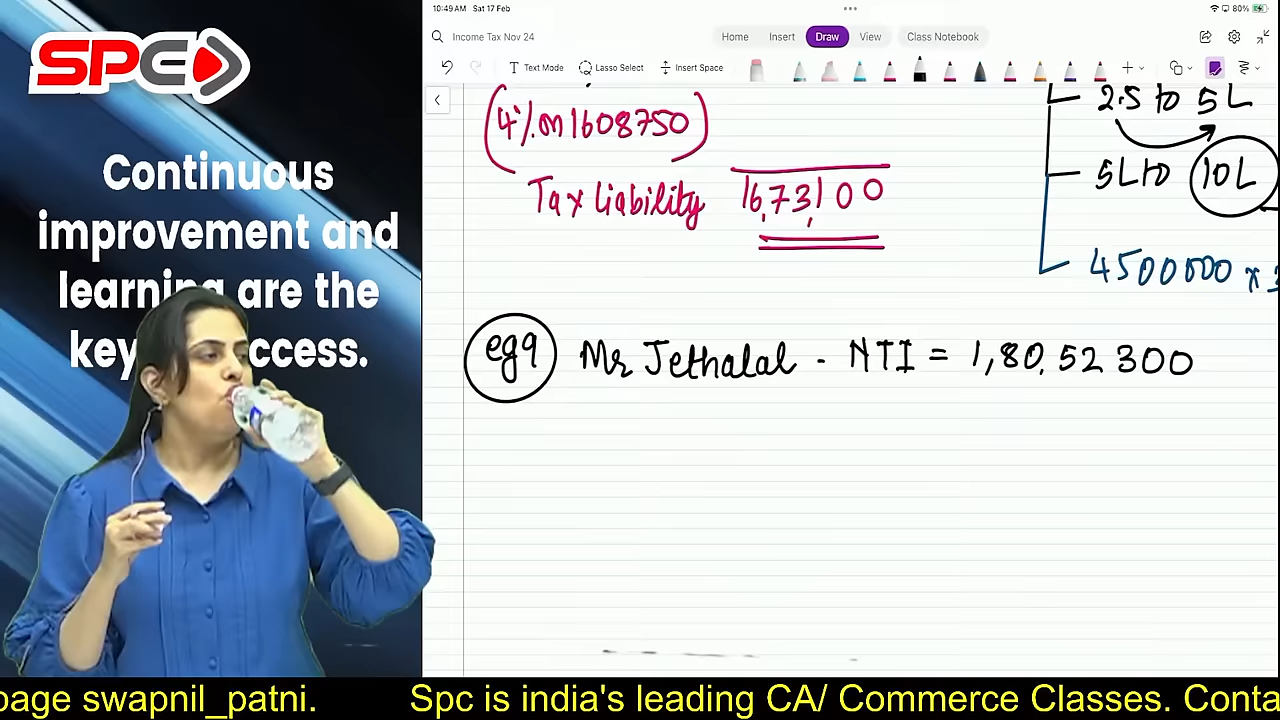 SPC
Continuous
improvement and
learning are the
key ccess.
10:49 AM Sat 17 Feb
80%
Income Tax Nov 24
Home Insert Draw View Class Notebook
Text Mode Lasso Select Insert Space
(4% on 1608750)
Tax Liability 16,73,100
2.5 to 5L
5L to 10L
4500000 x
eg 9 Mr Jethalal - NTI = 1,80,52 300
page swapnil_patni. Spc is india's leading CA/ Commerce Classes. Conta